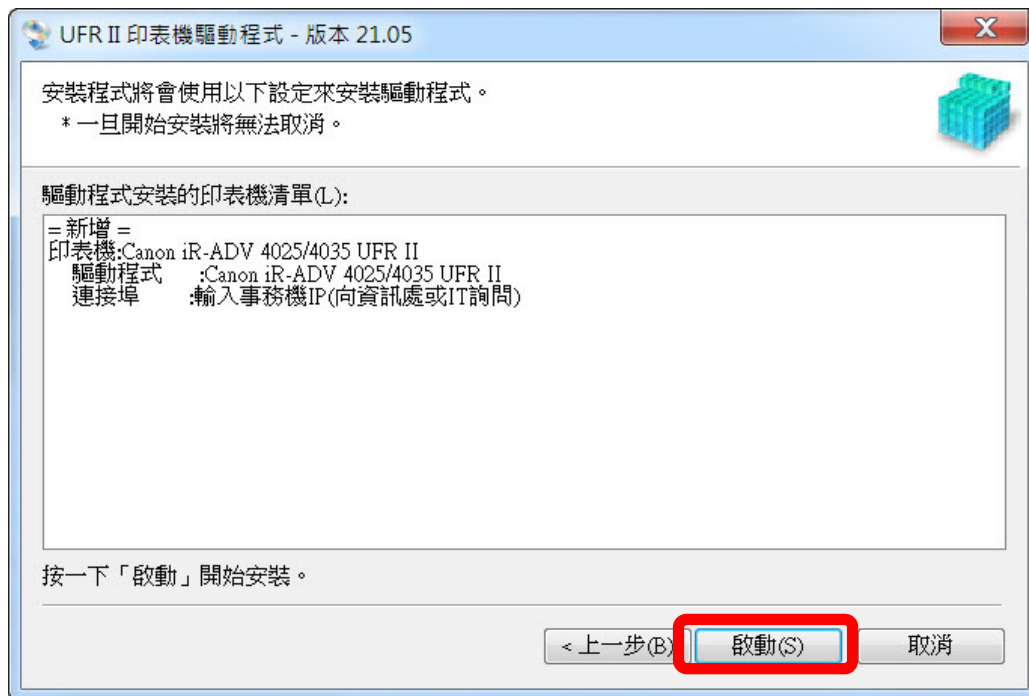 UFR II 印表機驅動程式 - 版本 21.05
安裝程式將會使用以下設定來安裝驅動程式。
*一旦開始安裝將無法取消。
驅動程式安裝的印表機清單(L):
= 新增 =
印表機:Canon iR-ADV 4025/4035 UFR II
驅動程式 :Canon iR-ADV 4025/4035 UFR II
連接埠 :輸入事務機IP(向資訊處或IT詢問)
按一下「啟動」開始安裝。
< 上一步(B)
啟動(S)
取消